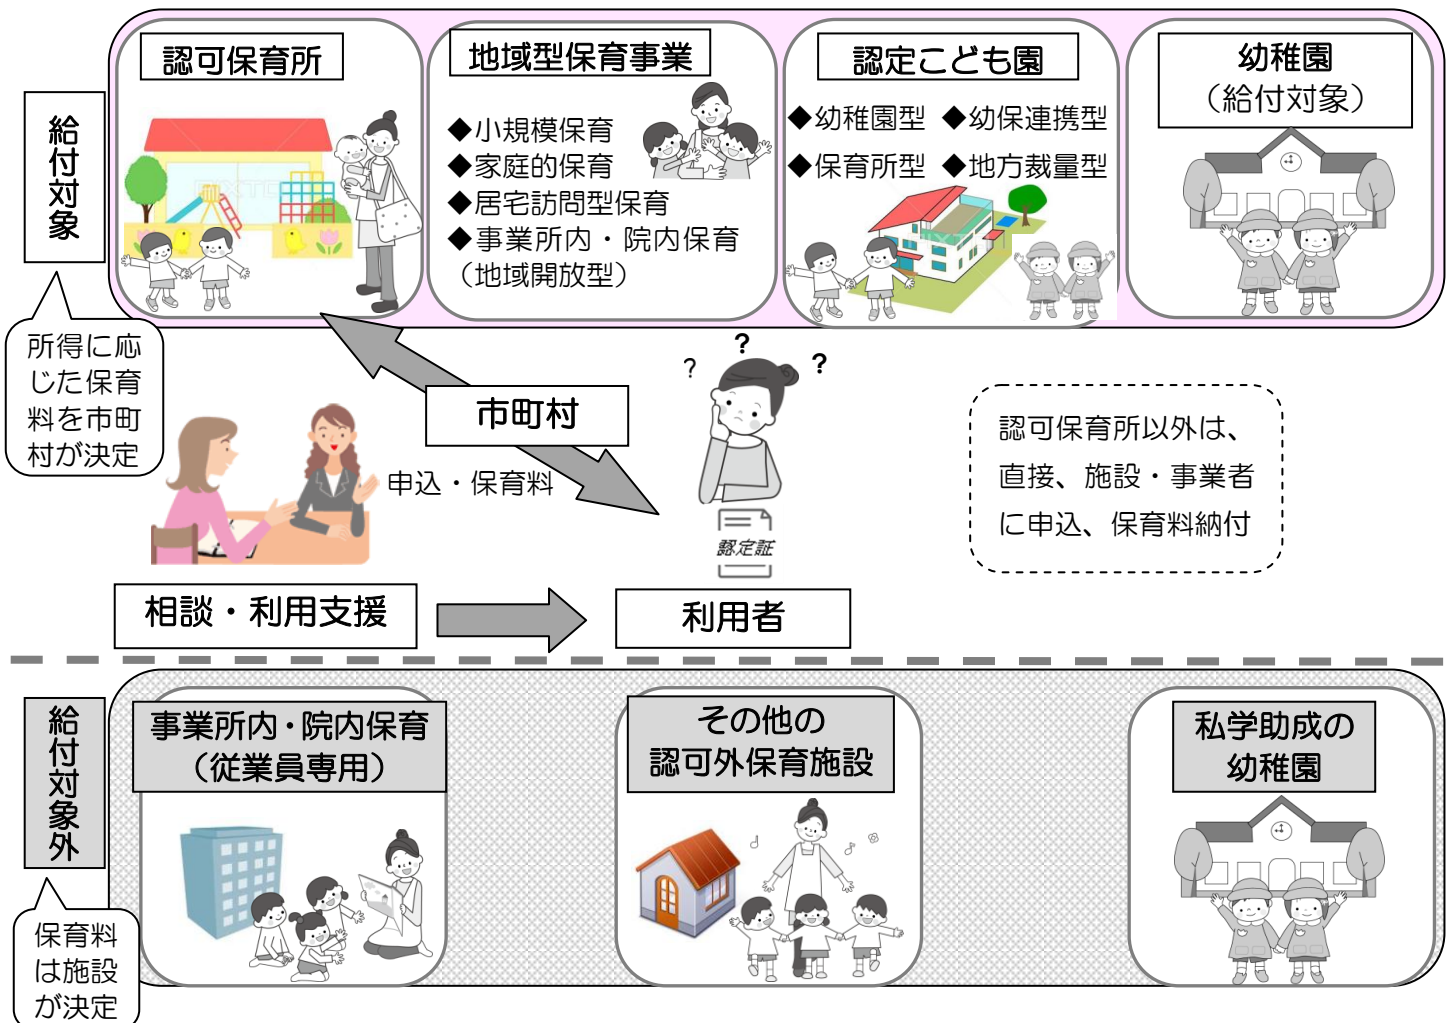 認可保育所
地域型保育事業
◆小規模保育
◆家庭的保育
◆居宅訪問型保育
◆事業所内・院内保育
（地域開放型）
認定こども園
◆幼稚園型 ◆幼保連携型
◆保育所型 ◆地方裁量型
幼稚園
（給付対象）
給付対象
所得に応
じた保育
料を市町
村が決定
市町村
申込・保育料
?
?
?
認定証
認可保育所以外は、
直接、施設・事業者
に申込、保育料納付
相談・利用支援
利用者
給付対象外
保育料
は施設
が決定
事業所内・院内保育
（従業員専用）
その他の
認可外保育施設
私学助成の
幼稚園